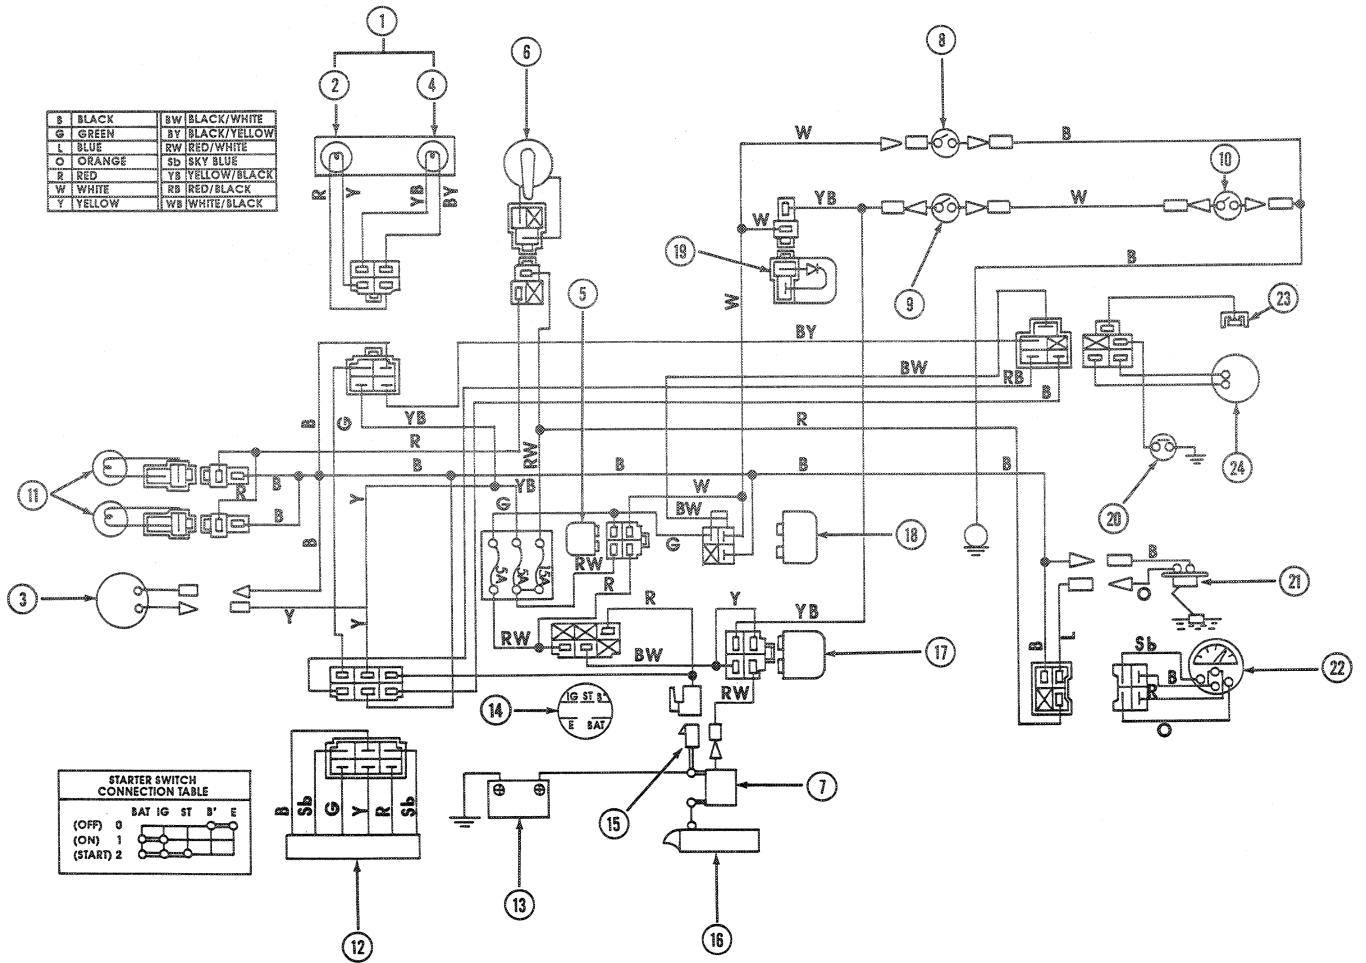 1
6
8
2
4
B BLACK BW BLACK/WHITE
G GREEN BY BLACK/YELLOW
L BLUE RW RED/WHITE
O ORANGE Sb SKY BLUE
R RED YB YELLOW/BLACK
W WHITE RB RED/BLACK
Y YELLOW WB WHITE/BLACK
W
B
10
R
Y
YB
BY
YB
W
W
19
B
5
9
23
W
BY
BW
RB
B
24
B
G
YB
R
R
RW
B
B
B
B
11
R
B
B
Y
YB
W
BW
G
G
18
20
B
RW
5A
5A
15A
R
B
3
Y
Y
R
Y
YB
O
21
RW
BW
17
B
L
Sb
B
R
O
22
14
IG ST B'
E BAT
RW
STARTER SWITCH
CONNECTION TABLE
BAT IG ST B' E
(OFF) 0
(ON) 1
(START) 2
B
Sb
G
Y
R
Sb
7
15
13
12
16